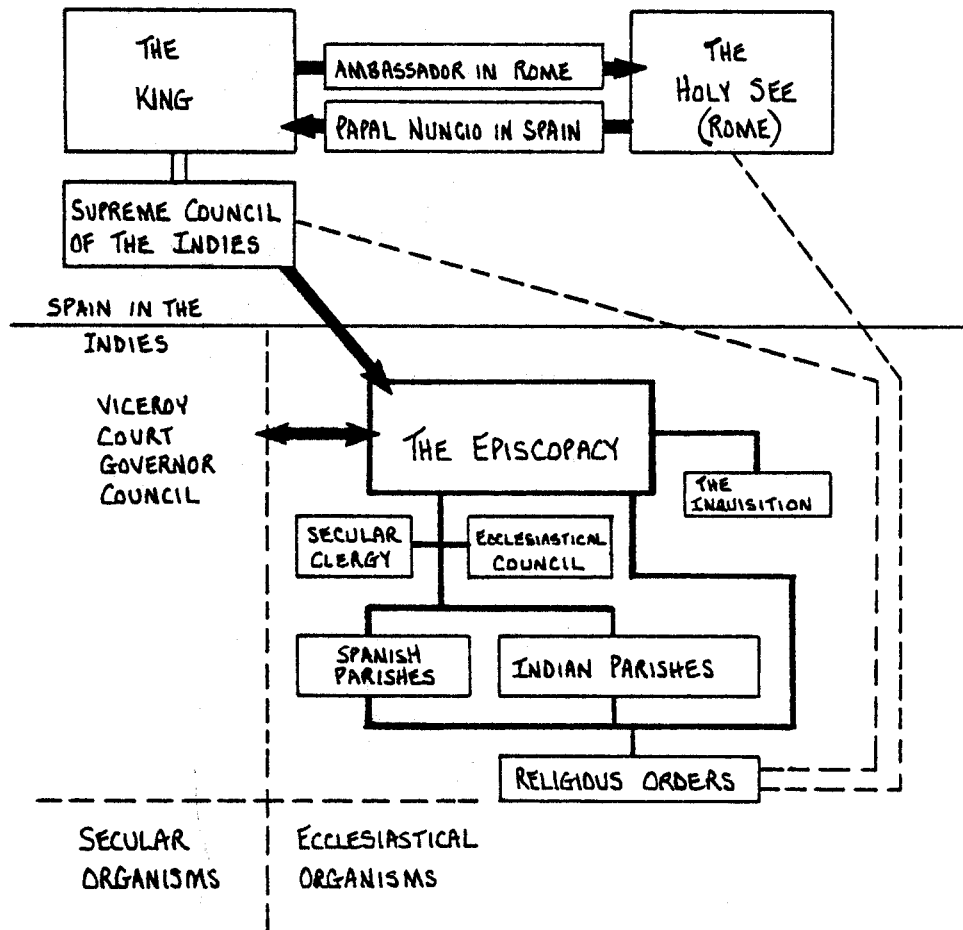 THE
KING
AMBASSADOR IN ROME
PAPAL NUNCIO IN SPAIN
THE
HOLY SEE
(ROME)
SUPREME COUNCIL
OF THE INDIES
SPAIN IN THE
INDIES
VICEROY
COURT
GOVERNOR
COUNCIL
THE EPISCOPACY
THE
INQUISITION
SECULAR
CLERGY
ECCLESIASTICAL
COUNCIL
SPANISH
PARISHES
INDIAN PARISHES
RELIGIOUS ORDERS
SECULAR
ORGANISMS
ECCLESIASTICAL
ORGANISMS